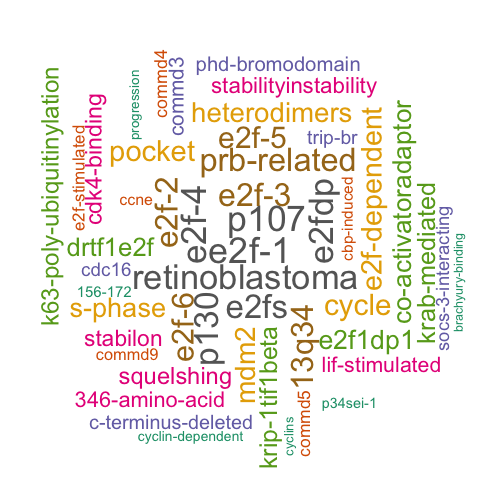 phd-bromodomain
stabilityinstability
heterodimers
commd4
commd3
progression
k63-poly-ubiquitinylation
e2f-stimulated
cdk4-binding
pocket
e2f-5
trip-br
prb-related
ccne
e2f-2
e2f-4
e2f-3
p107
e2fdp
cbp-induced
e2f-dependent
co-activatoradaptor
krab-mediated
socs-3-interacting
brachyury-binding
drtf1e2f
ee2f-1
cdc16
retinoblastoma
156-172
s-phase
e2f-6
p130
e2fs
cycle
stabilon
commd9
mdm2
krip-1tif1beta
13q34
e2f1dp1
squelshing
lif-stimulated
346-amino-acid
commd5
p34sei-1
c-terminus-deleted
cyclin-dependent
cyclins